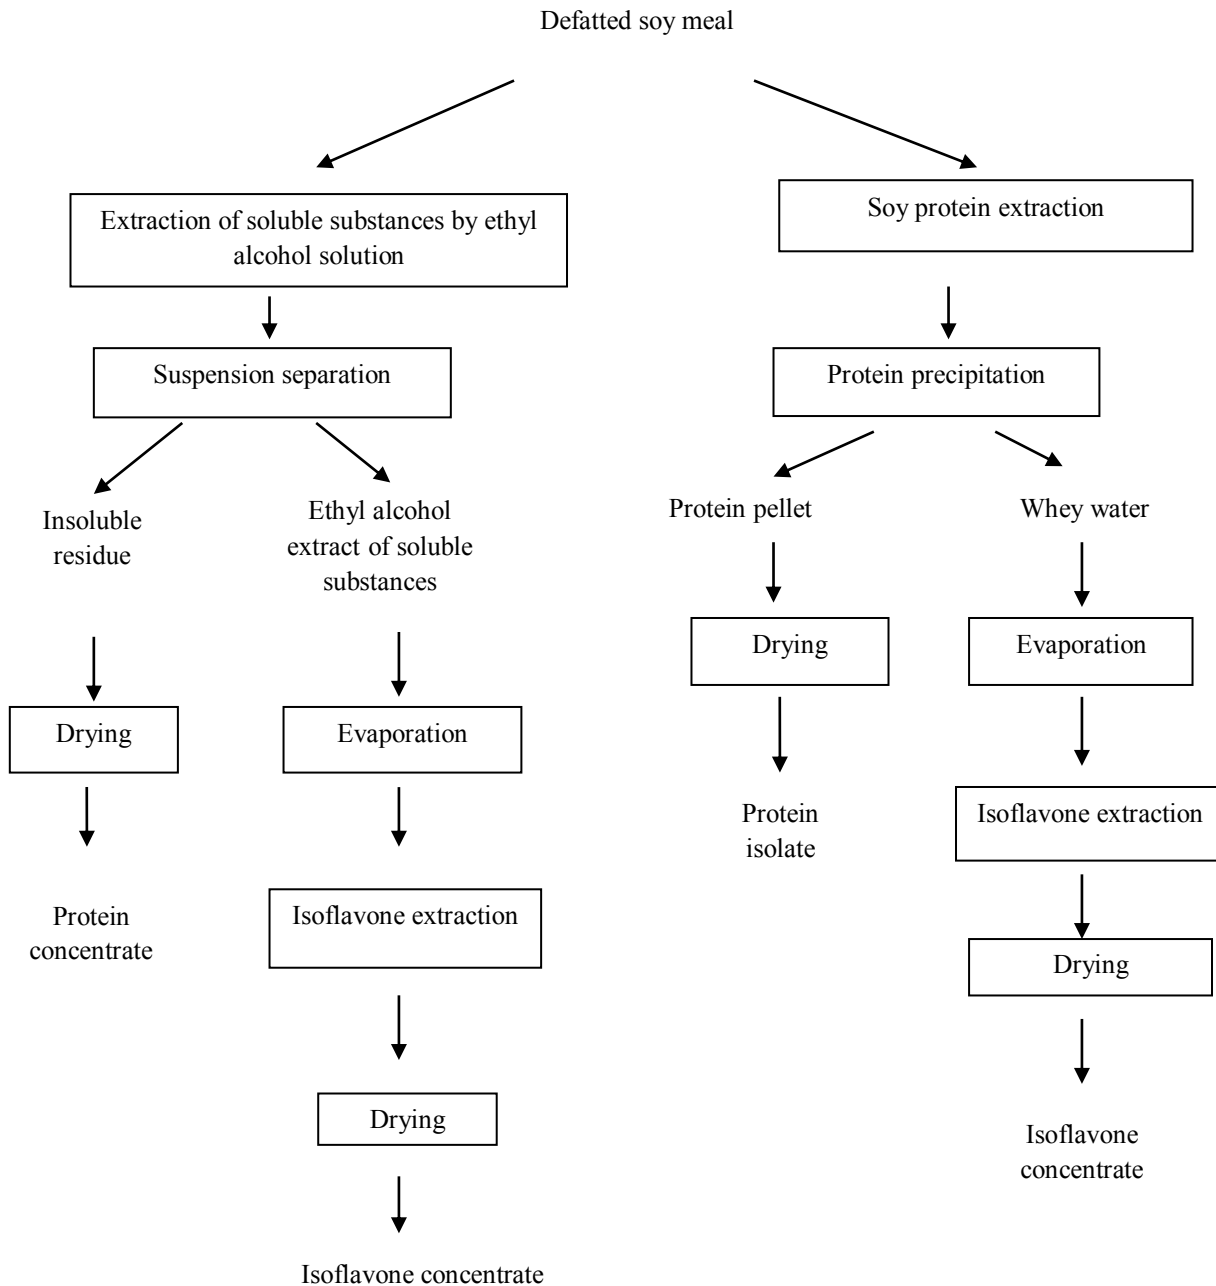 Defatted soy meal
Extraction of soluble substances by ethyl
alcohol solution
Soy protein extraction
Suspension separation
Protein precipitation
Insoluble
residue
Ethyl alcohol
extract of soluble
substances
Protein pellet
Whey water
Drying
Evaporation
Drying
Evaporation
Protein
isolate
Isoflavone extraction
Protein
concentrate
Isoflavone extraction
Drying
Drying
Isoflavone
concentrate
Isoflavone concentrate